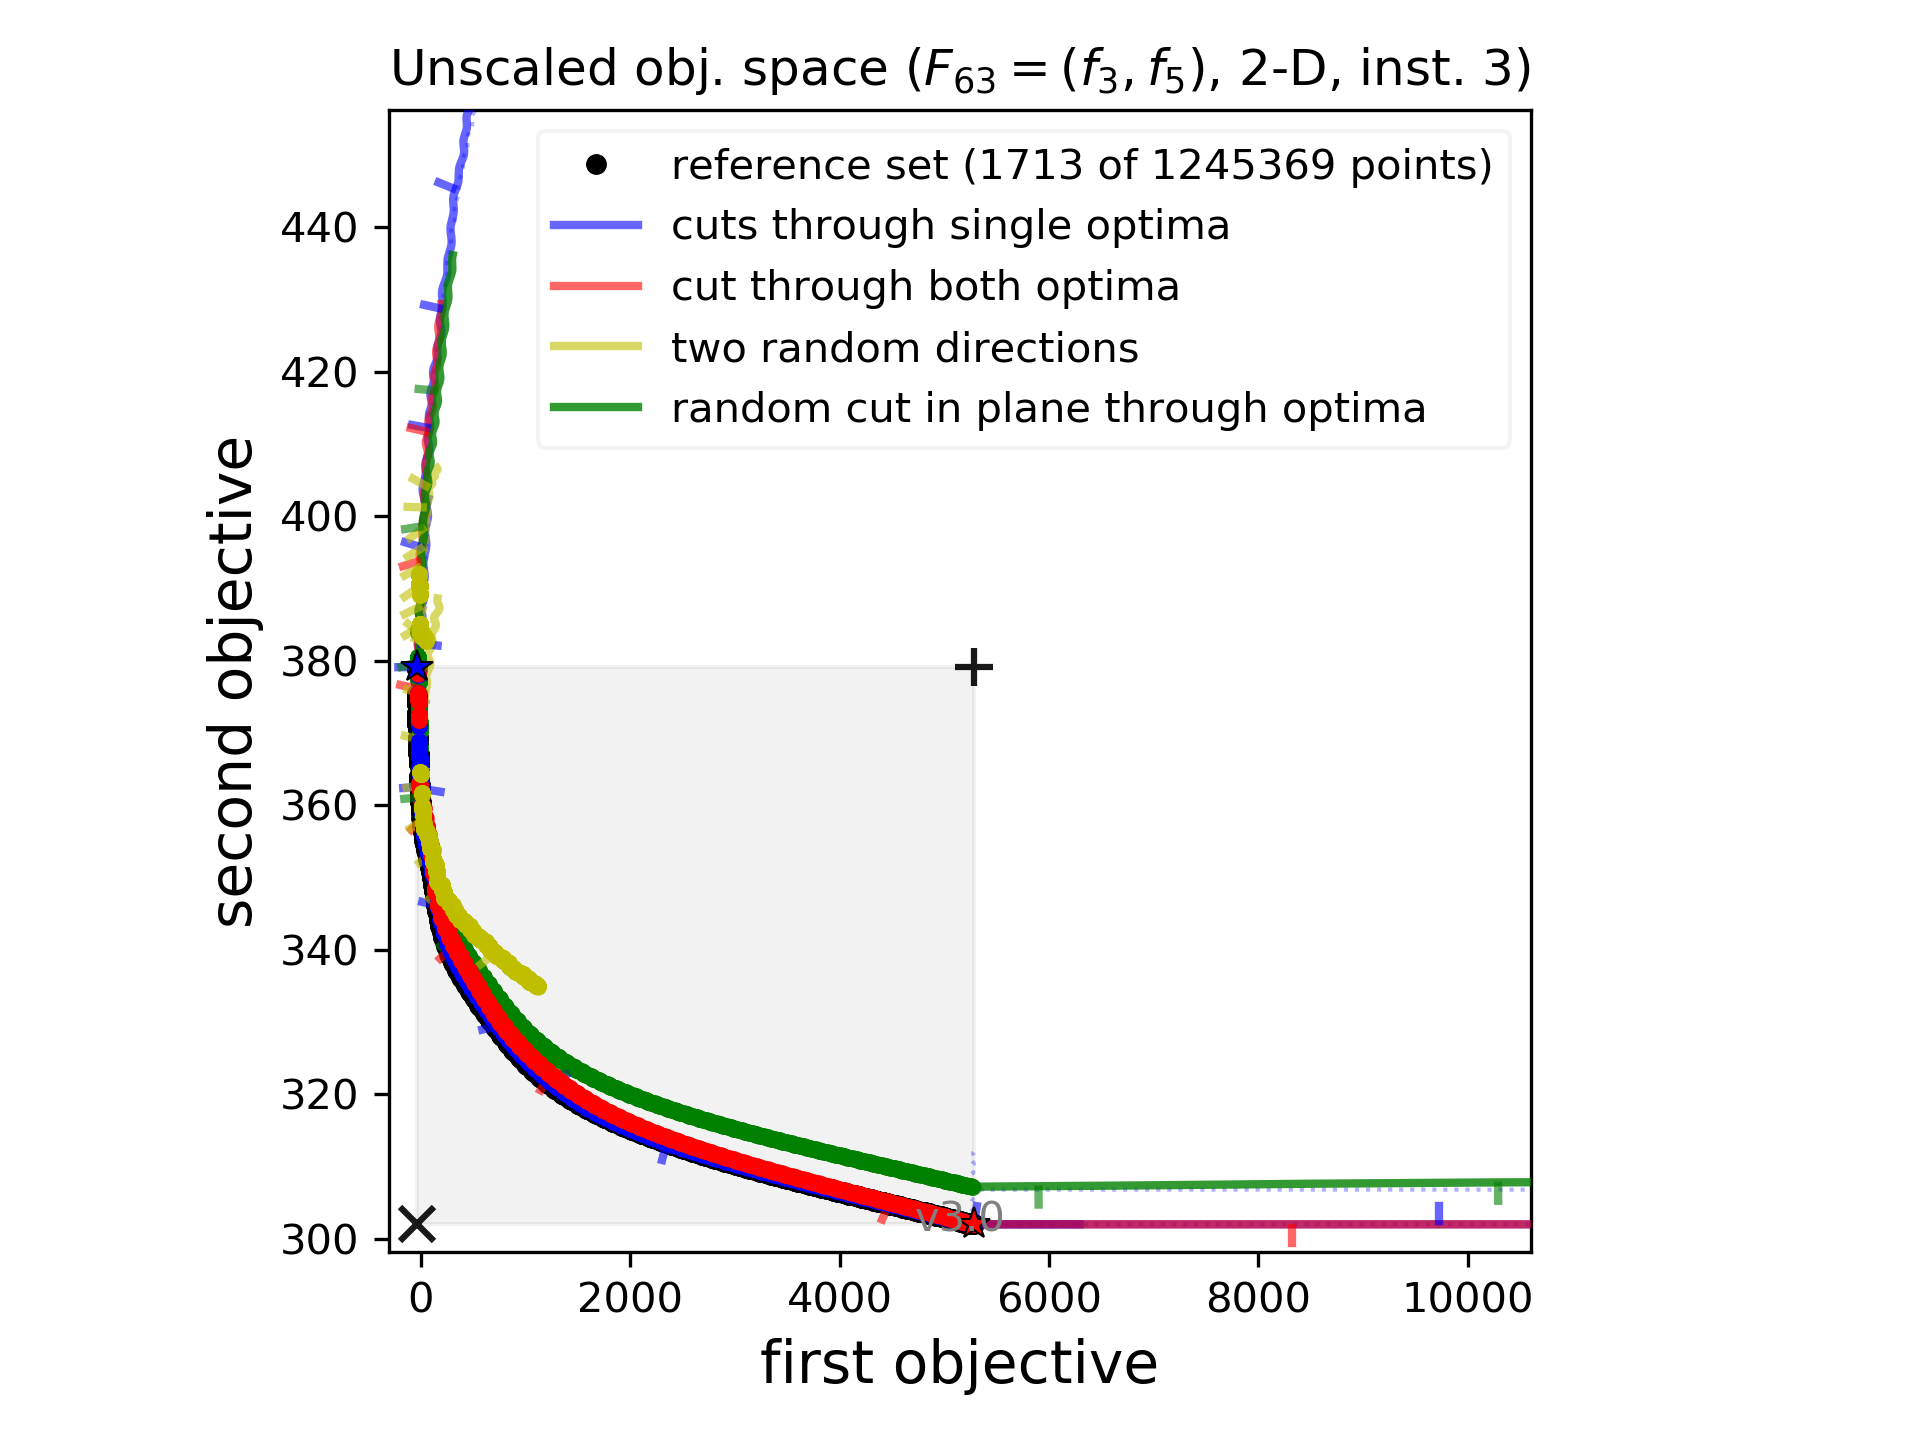 Unscaled obj. space (F63 = (f3, f5), 2-D, inst. 3)
reference set (1713 of 1245369 points)
cuts through single optima
cut through both optima
two random directions
random cut in plane through optima
second objective
440
420
400
380
360
340
320
300
v3.0
0 2000 4000 6000 8000 10000
first objective